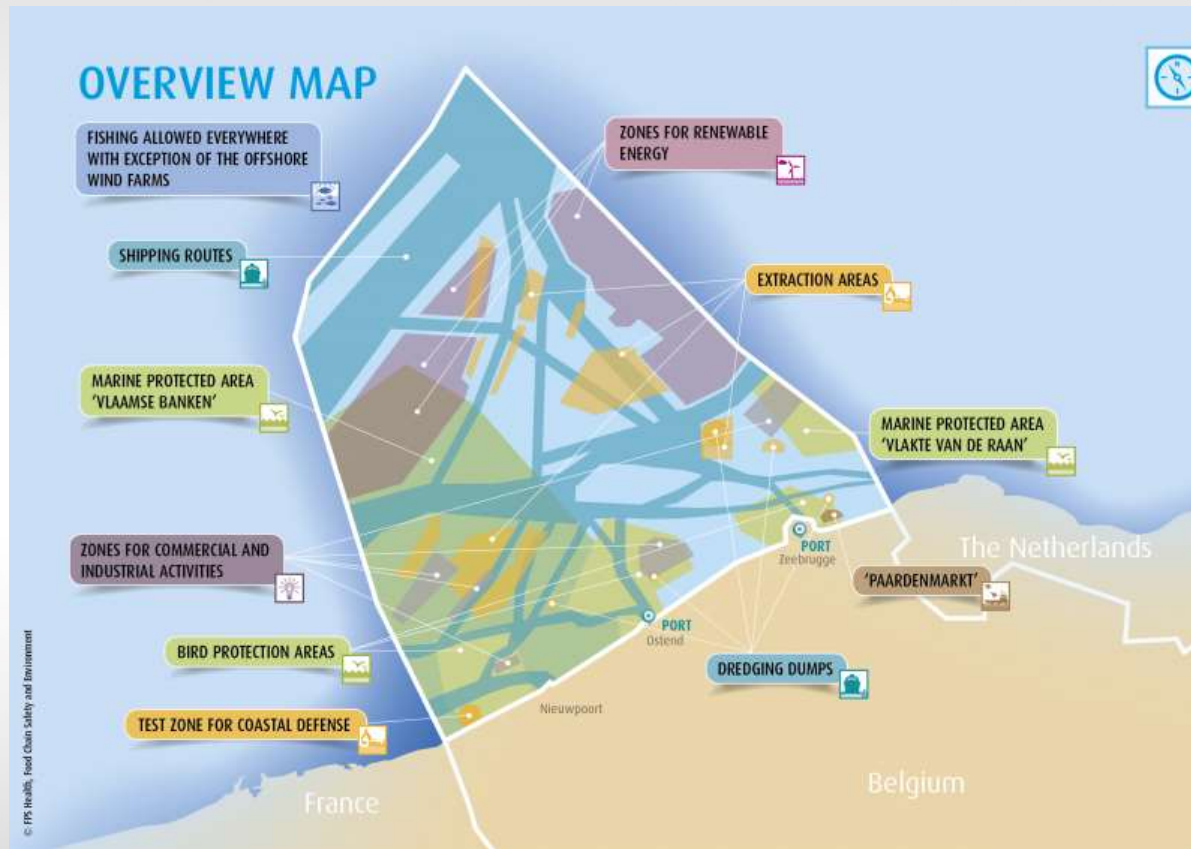 OVERVIEW MAP
FISHING ALLOWED EVERYWHERE
WITH EXCEPTION OF THE OFFSHORE
WIND FARMS
ZONES FOR RENEWABLE
ENERGY
N
SHIPPING ROUTES
EXTRACTION AREAS
MARINE PROTECTED AREA
'VLAAMSE BANKEN'
MARINE PROTECTED AREA
'VLAKTE VAN DE RAAN'
ZONES FOR COMMERCIAL AND
INDUSTRIAL ACTIVITIES
PORT
Zeebrugge
The Netherlands
'PAARDENMARKT'
PORT
Ostend
BIRD PROTECTION AREAS
DREDGING DUMPS
Nieuwpoort
TEST ZONE FOR COASTAL DEFENSE
Belgium
France
© FPS Health, Food Chain Safety and Environment